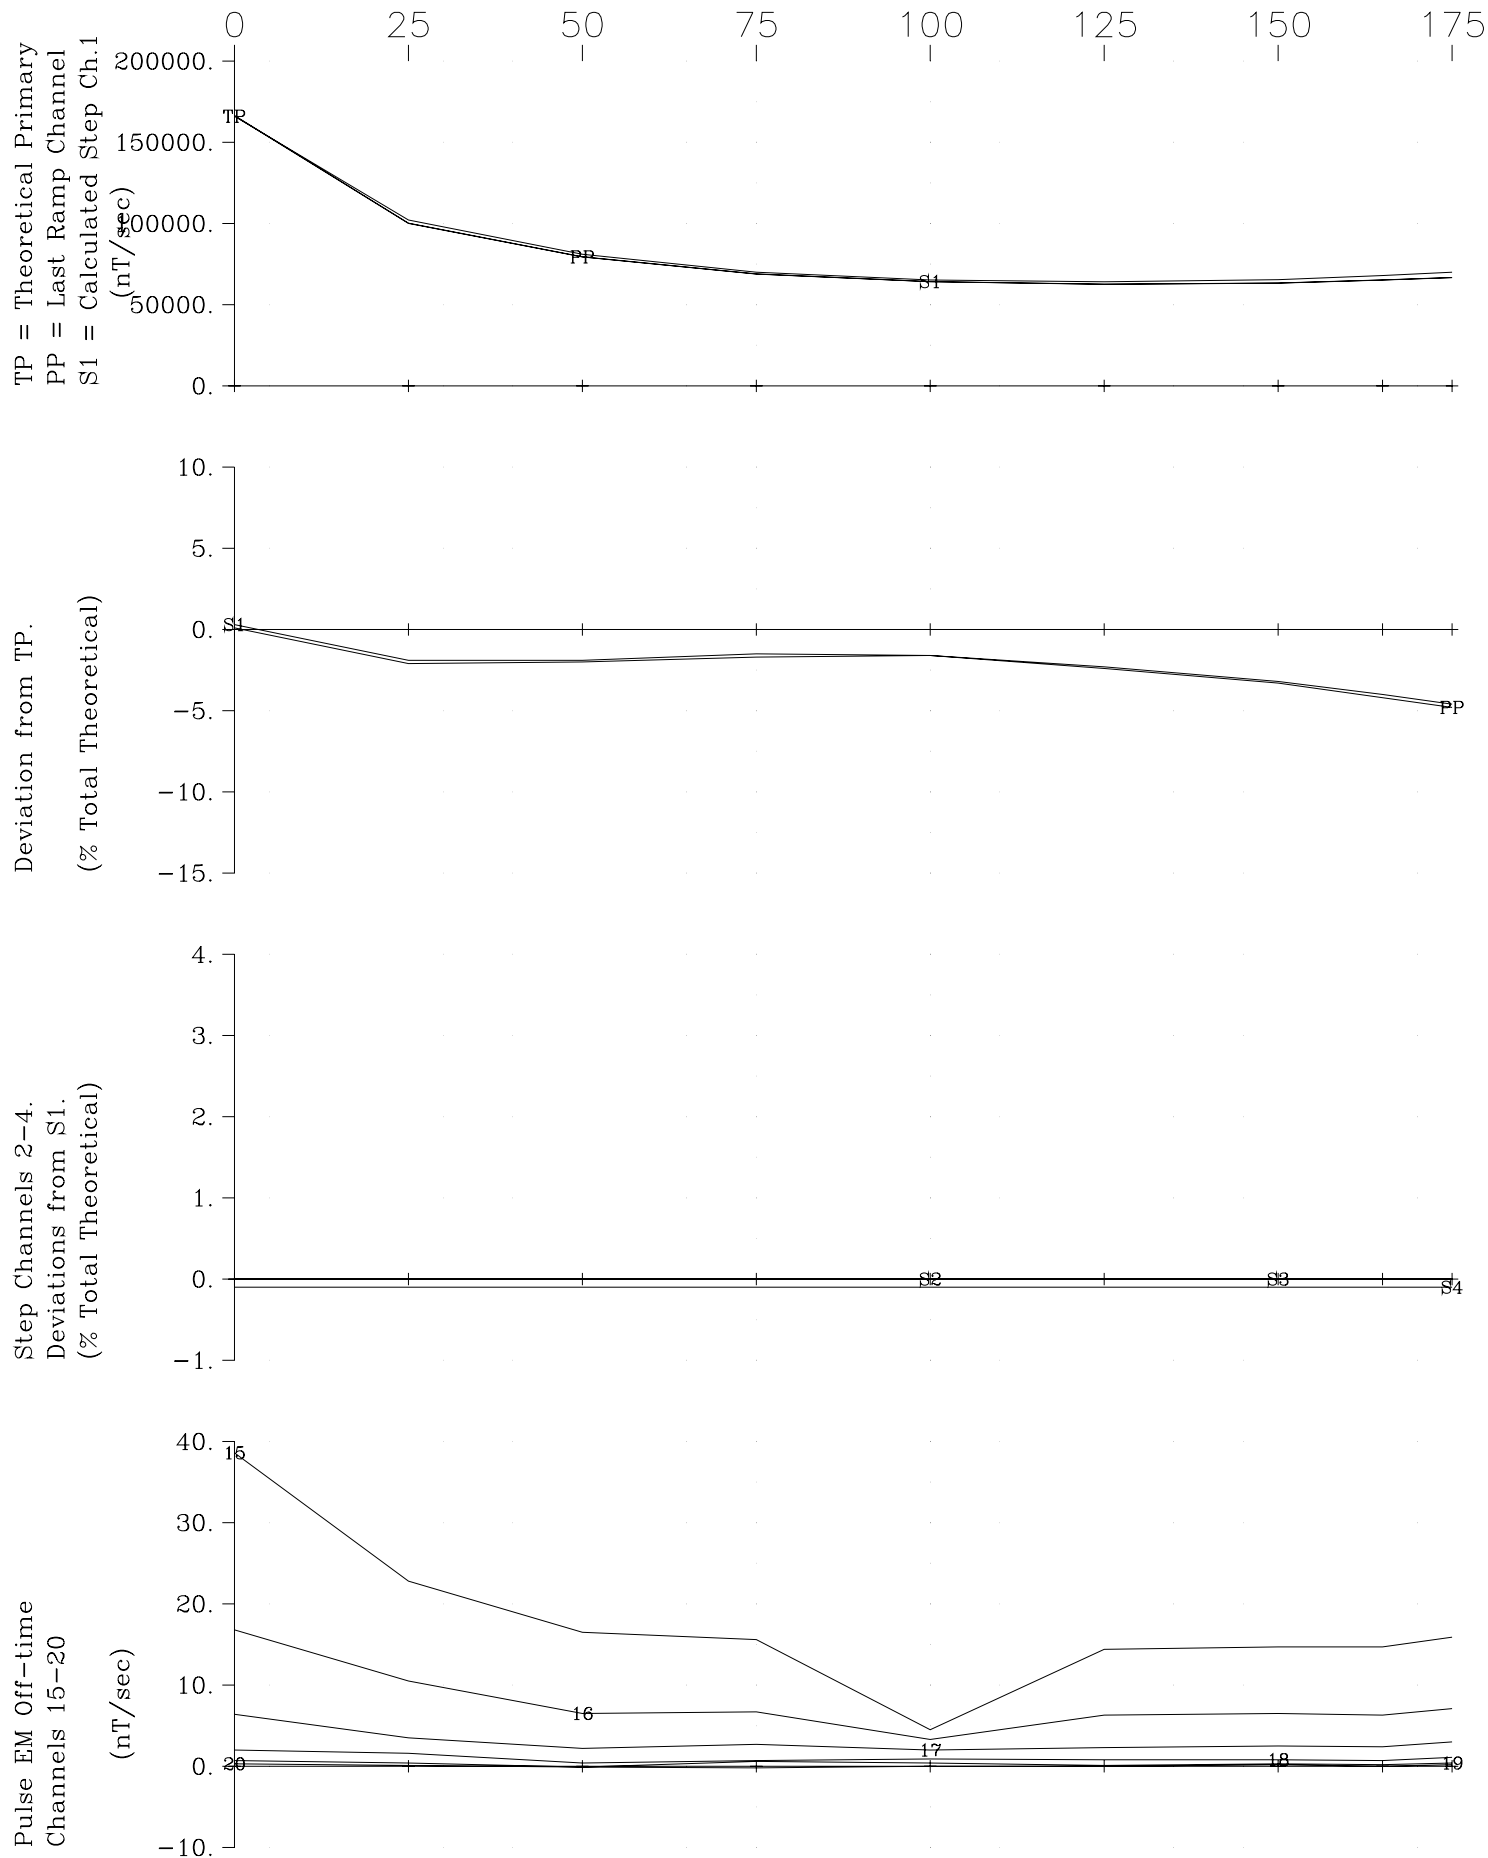 0 25 50 75 100 125 150 175
TP = Theoretical Primary
PP = Last Ramp Channel
S1 = Calculated Step Ch.1
(nT/sec)
200000.
150000.
100000.
50000.
0.
TP
PP
S1
Deviation from TP.
(% Total Theoretical)
10.
5.
0.
-5.
-10.
-15.
S1
PP
Step Channels 2-4.
Deviations from S1.
(% Total Theoretical)
4.
3.
2.
1.
0.
-1.
S2
S3
S4
Pulse EM Off-time
Channels 15-20
(nT/sec)
40.
30.
20.
10.
0.
-10.
15
16
17
18
19
20